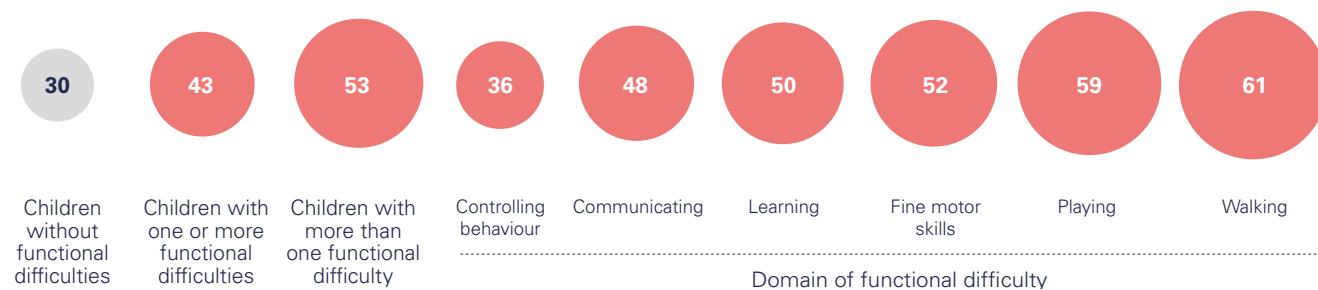 30
43
53
36
48
50
52
59
61
Children
without
functional
difficulties
Children with
one or more
functional
difficulties
Children with
more than
one functional
difficulty
Controlling
behaviour
Communicating
Learning
Fine motor
skills
Playing
Walking
Domain of functional difficulty